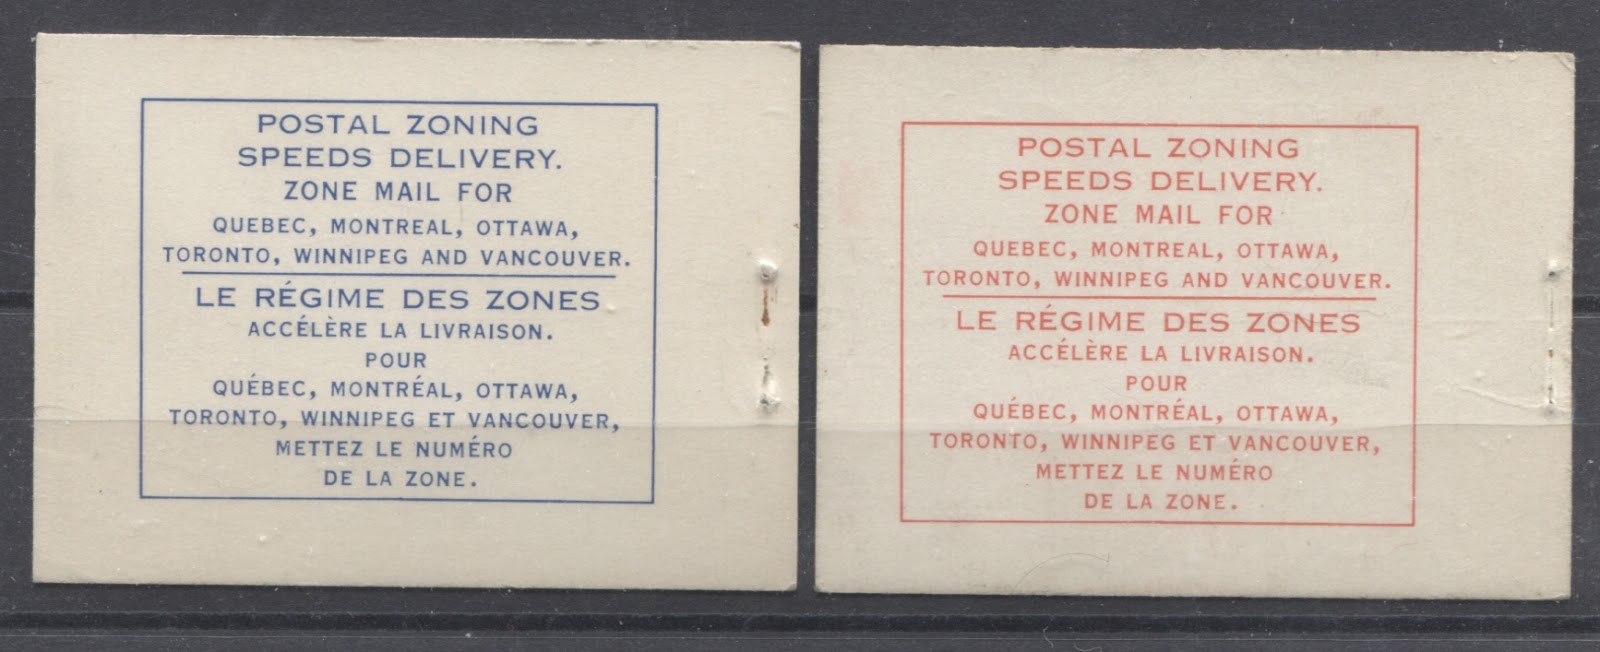 POSTAL ZONING
SPEEDS DELIVERY.
ZONE MAIL FOR
QUEBEC, MONTREAL, OTTAWA,
TORONTO, WINNIPEG AND VANCOUVER.
LE RÉGIME DES ZONES
ACCÉLÈRE LA LIVRAISON.
POUR
QUÉBEC, MONTRÉAL, OTTAWA,
TORONTO, WINNIPEG ET VANCOUVER,
METTEZ LE NUMÉRO
DE LA ZONE.
POSTAL ZONING
SPEEDS DELIVERY.
ZONE MAIL FOR
QUEBEC, MONTREAL, OTTAWA,
TORONTO, WINNIPEG AND VANCOUVER.
LE RÉGIME DES ZONES
ACCÉLÈRE LA LIVRAISON.
POUR
QUÉBEC, MONTRÉAL, OTTAWA,
TORONTO, WINNIPEG ET VANCOUVER,
METTEZ LE NUMÉRO
DE LA ZONE.